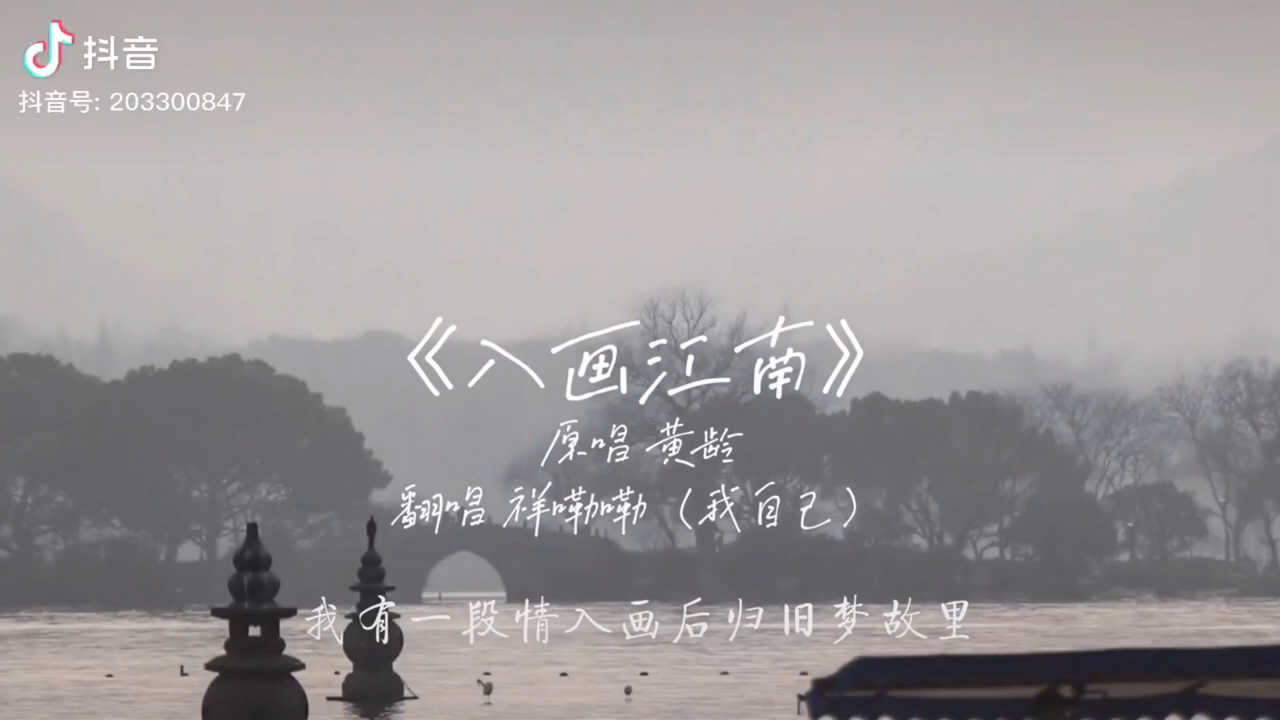 抖音
抖音号: 203300847
《入画江南》
原唱 黄龄
翻唱 祥嘞嘞（我自己）
我有一段情入画后归旧梦故里